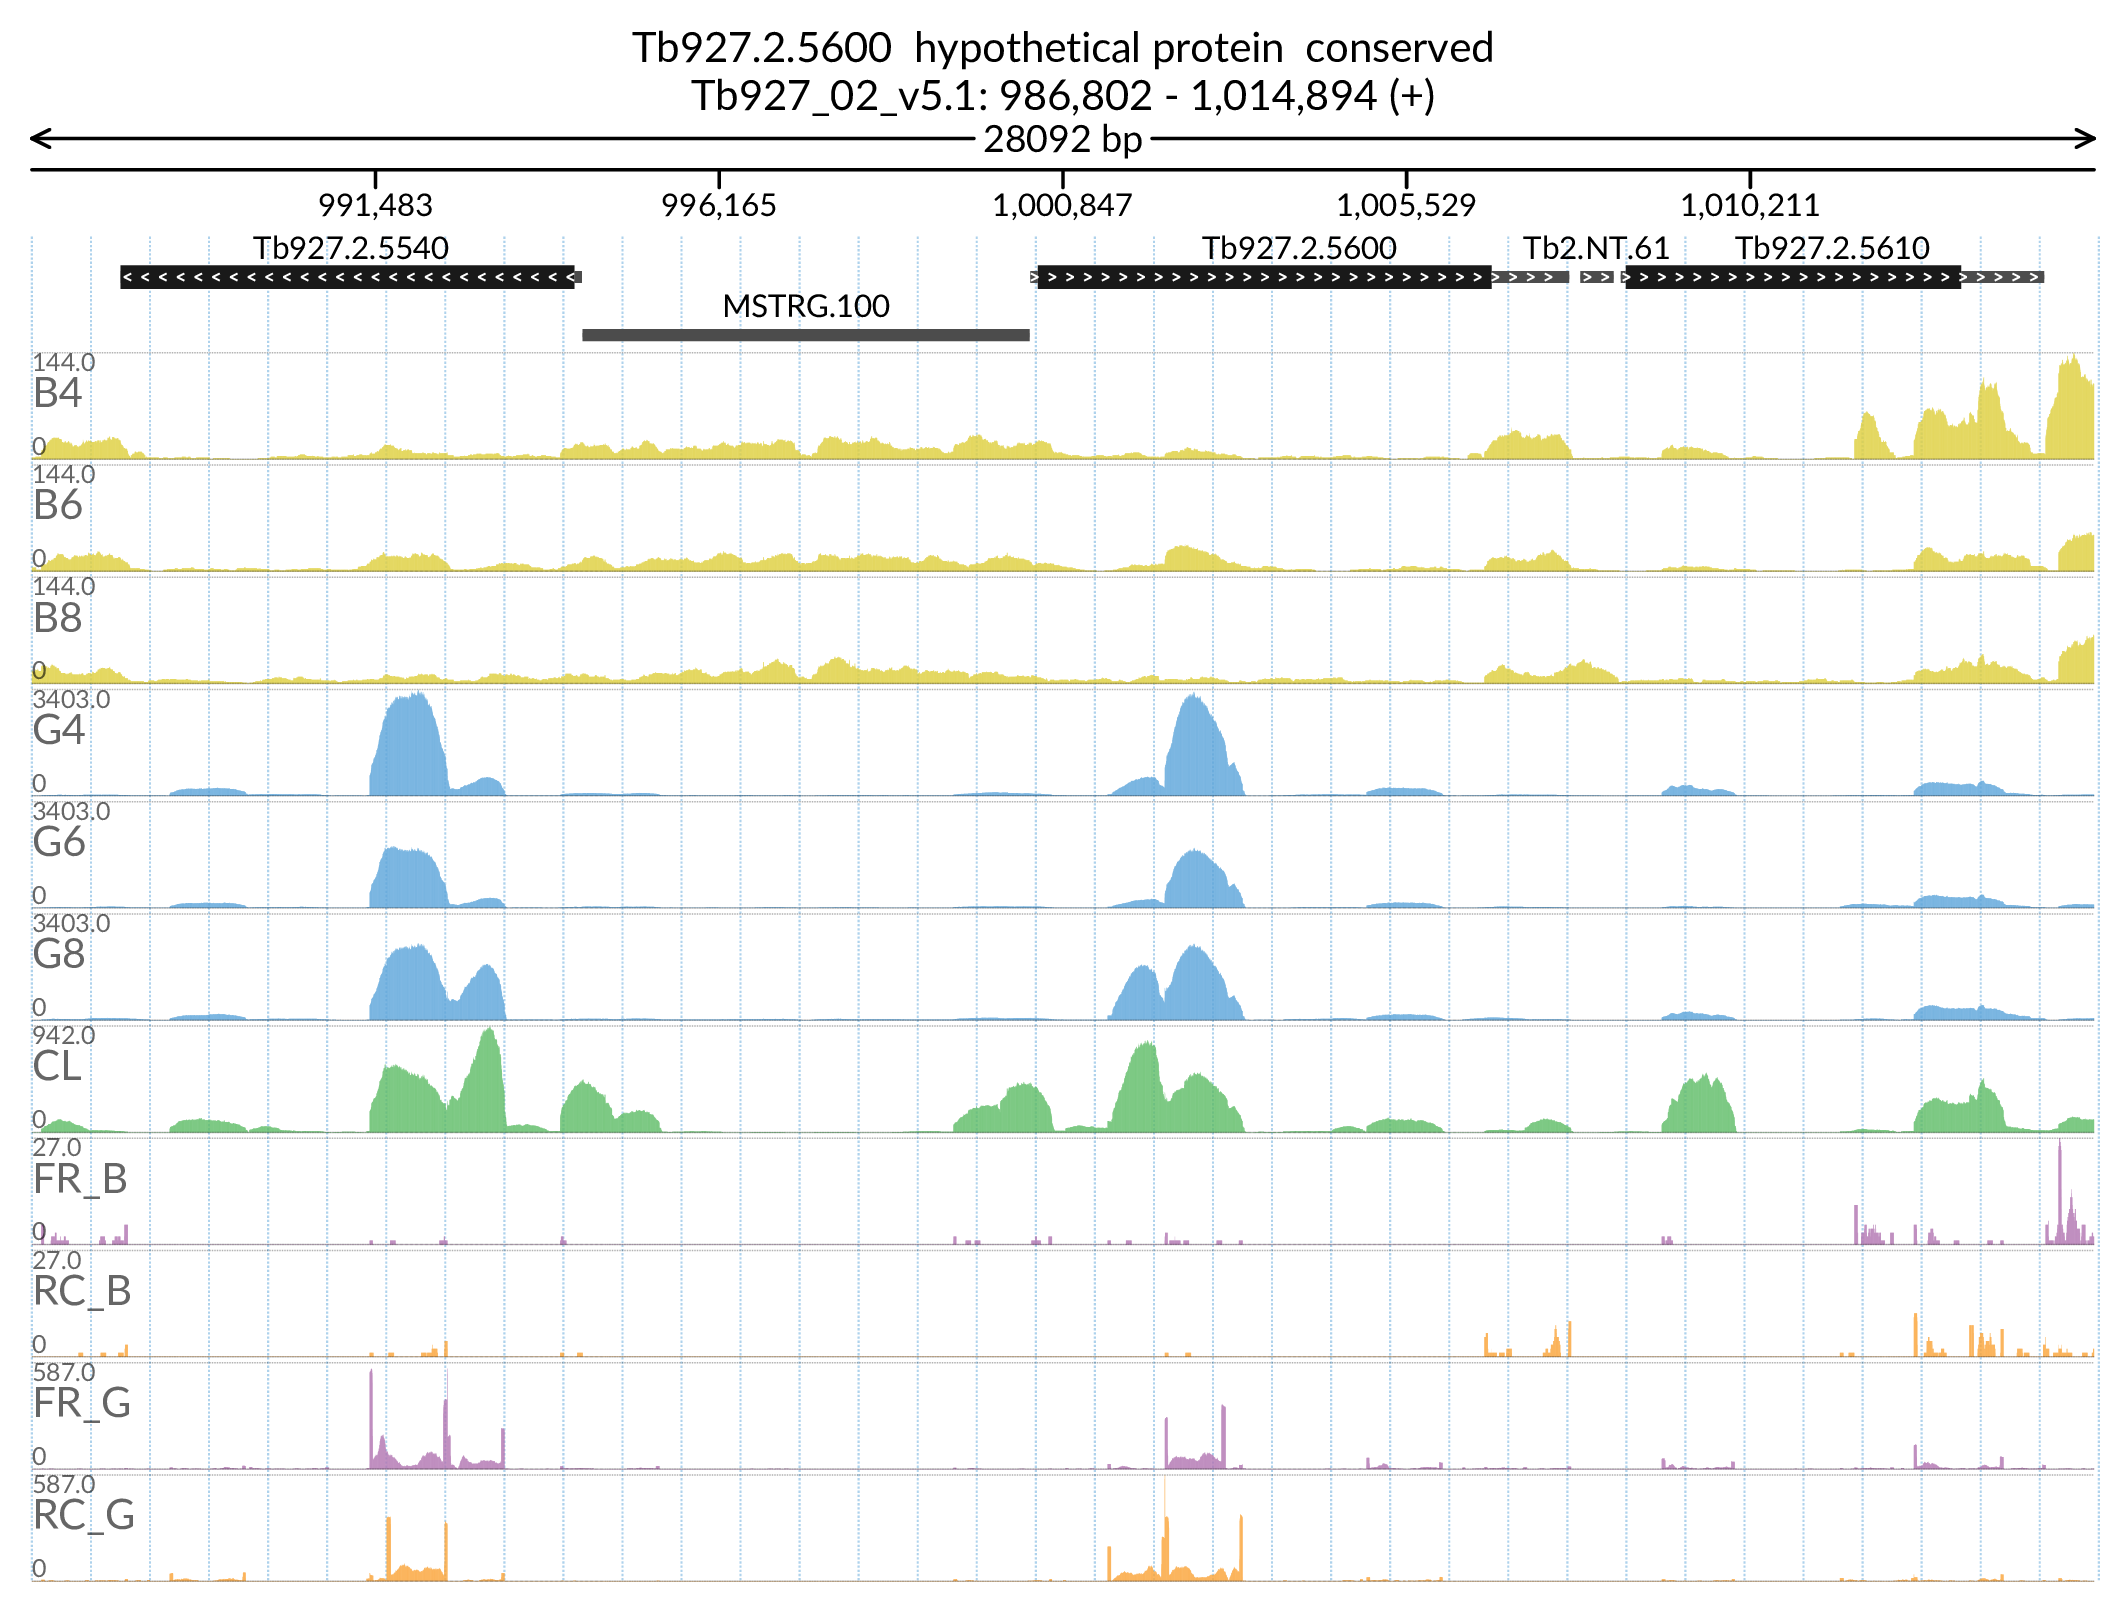 Tb927.2.5600 hypothetical protein conserved
Tb927_02_v5.1: 986,802 - 1,014,894 (+)
28092 bp
991,483 996,165 1,000,847 1,005,529 1,010,211
Tb927.2.5540 Tb927.2.5600 Tb2.NT.61 Tb927.2.5610
MSTRG.100
144.0
B4
0
144.0
B6
0
144.0
B8
0
3403.0
G4
0
3403.0
G6
0
3403.0
G8
0
942.0
CL
0
27.0
FR_B
0
27.0
RC_B
0
587.0
FR_G
0
587.0
RC_G
0